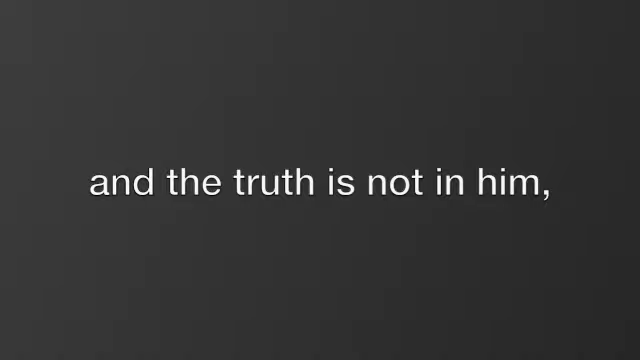 and the truth is not in him,